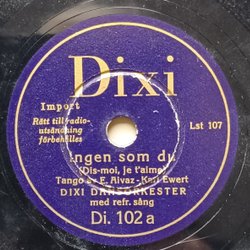 Dixi
Import
Rätt till radio-
utsändning
förbehålles
Lst 107
Ingen som du
(Dis-moi, je t'aime)
Tango av E. Alvaz - Karl Ewert
DIXI DANSORKESTER
med refr. sång
Di. 102 a